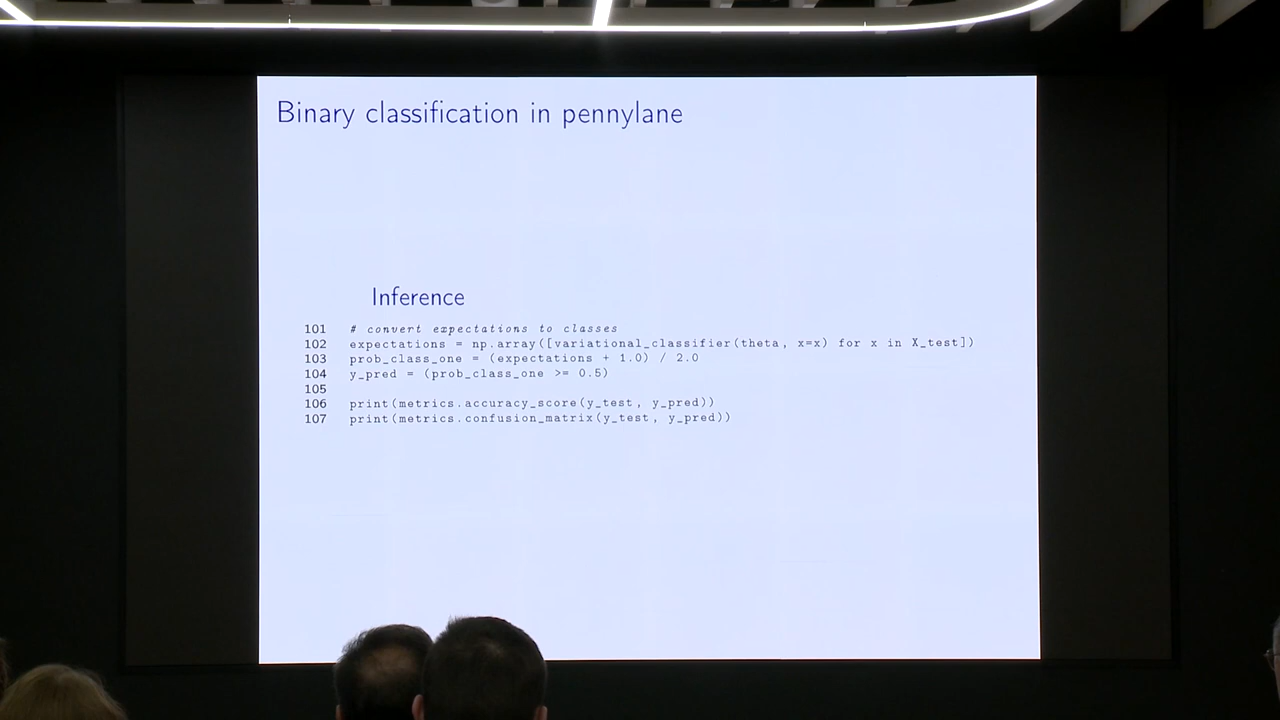 Binary classification in pennylane
Inference
101 # convert expectations to classes
102 expectations = np.array([variational_classifier(theta, x=x) for x in X_test])
103 prob_class_one = (expectations + 1.0) / 2.0
104 y_pred = (prob_class_one >= 0.5)
105
106 print(metrics.accuracy_score(y_test, y_pred))
107 print(metrics.confusion_matrix(y_test, y_pred))